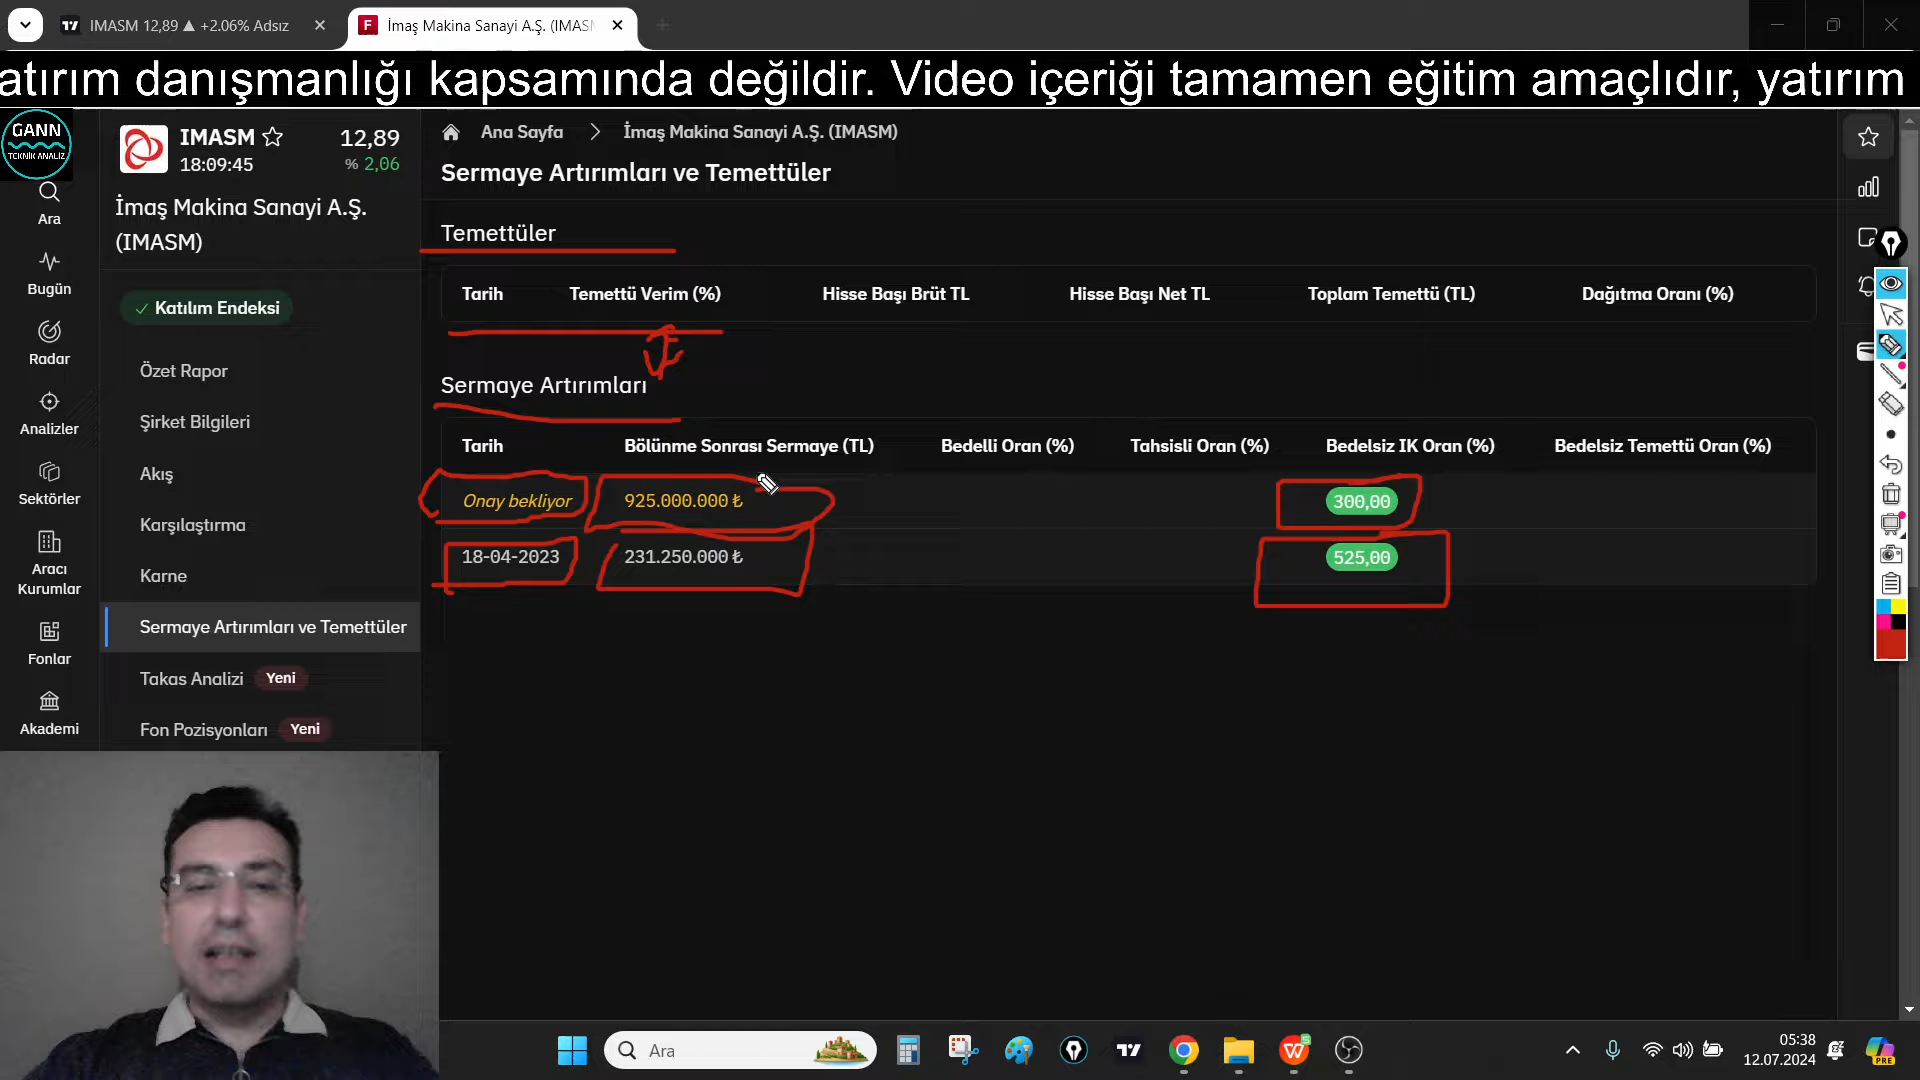 IMASM 12,89 ▲ +2.06% Adsız
İmaş Makina Sanayi A.Ş. (IMASM
atırım danışmanlığı kapsamında değildir. Video içeriği tamamen eğitim amaçlıdır, yatırım
GANN
TEKNİK ANALİZ
IMASM 12,89
18:09:45 % 2,06
İmaş Makina Sanayi A.Ş.
(IMASM)
Katılım Endeksi
Özet Rapor
Şirket Bilgileri
Akış
Karşılaştırma
Karne
Sermaye Artırımları ve Temettüler
Takas Analizi Yeni
Fon Pozisyonları Yeni
Ara
Bugün
Radar
Analizler
Sektörler
Aracı
Kurumlar
Fonlar
Akademi
Ana Sayfa > İmaş Makina Sanayi A.Ş. (IMASM)
Sermaye Artırımları ve Temettüler
Temettüler
Tarih Temettü Verim (%) Hisse Başı Brüt TL Hisse Başı Net TL Toplam Temettü (TL) Dağıtma Oranı (%)
Sermaye Artırımları
Tarih Bölünme Sonrası Sermaye (TL) Bedelli Oran (%) Tahsisli Oran (%) Bedelsiz IK Oran (%) Bedelsiz Temettü Oran (%)
Onay bekliyor 925.000.000 ₺ 300,00
18-04-2023 231.250.000 ₺ 525,00
Ara
05:38
12.07.2024
PRE